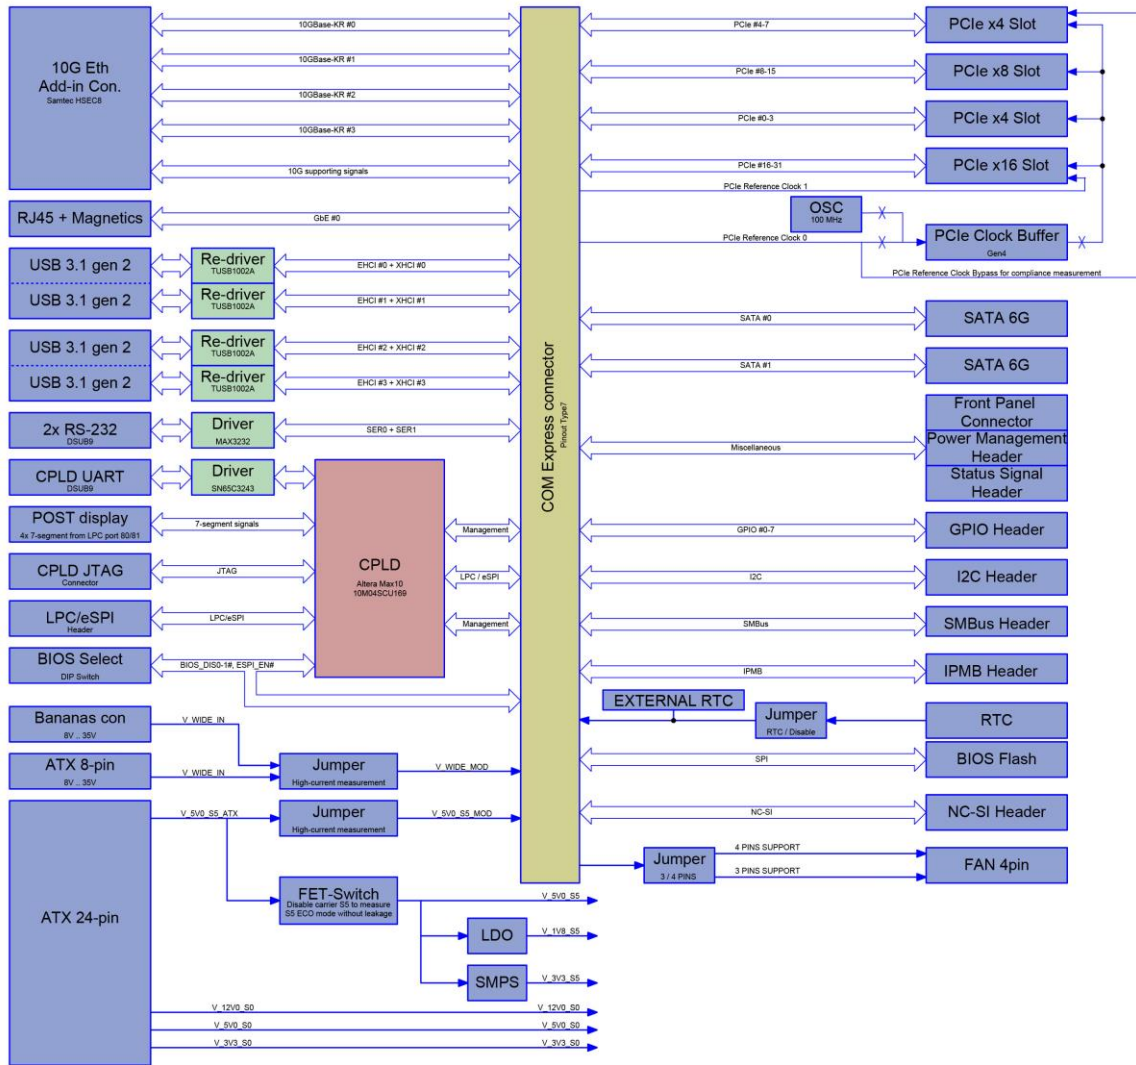 10G Eth
Add-in Con.
Samtec HSEC8
10GBase-KR #0
10GBase-KR #1
10GBase-KR #2
10GBase-KR #3
10G supporting signals
RJ45 + Magnetics
GbE #0
USB 3.1 gen 2
Re-driver
TUSB1002A
EHCI #0 + XHCI #0
USB 3.1 gen 2
Re-driver
TUSB1002A
EHCI #1 + XHCI #1
USB 3.1 gen 2
Re-driver
TUSB1002A
EHCI #2 + XHCI #2
USB 3.1 gen 2
Re-driver
TUSB1002A
EHCI #3 + XHCI #3
2x RS-232
DSUB9
Driver
MAX3232
SER0 + SER1
CPLD UART
DSUB9
Driver
SN65C3243
POST display
4x 7-segment from LPC port 80/81
7-segment signals
CPLD JTAG
Connector
JTAG
LPC/eSPI
Header
LPC/eSPI
BIOS Select
DIP Switch
BIOS_DIS0-1#, ESPI_EN#
CPLD
Altera Max10
10M04SCU169
Management
LPC / eSPI
Management
Bananas con
8V .. 35V
V_WIDE_IN
ATX 8-pin
8V .. 35V
V_WIDE_IN
Jumper
High-current measurement
V_WIDE_MOD
ATX 24-pin
V_5V0_S5_ATX
Jumper
High-current measurement
V_5V0_S5_MOD
FET-Switch
Disable carrier S5 to measure
S5 ECO mode without leakage
V_5V0_S5
LDO
V_1V8_S5
SMPS
V_3V3_S5
V_12V0_S0
V_12V0_S0
V_5V0_S0
V_5V0_S0
V_3V3_S0
V_3V3_S0
COM Express connector
Pinout Type7
PCIe #4-7
PCIe x4 Slot
PCIe #8-15
PCIe x8 Slot
PCIe #0-3
PCIe x4 Slot
PCIe #16-31
PCIe x16 Slot
PCIe Reference Clock 1
OSC
100 MHz
PCIe Reference Clock 0
PCIe Clock Buffer
Gen4
PCIe Reference Clock Bypass for compliance measurement
SATA #0
SATA 6G
SATA #1
SATA 6G
Miscellaneous
Front Panel
Connector
Power Management
Header
Status Signal
Header
GPIO #0-7
GPIO Header
I2C
I2C Header
SMBus
SMBus Header
IPMB
IPMB Header
EXTERNAL RTC
Jumper
RTC / Disable
RTC
SPI
BIOS Flash
NC-SI
NC-SI Header
Jumper
3 / 4 PINS
4 PINS SUPPORT
3 PINS SUPPORT
FAN 4pin